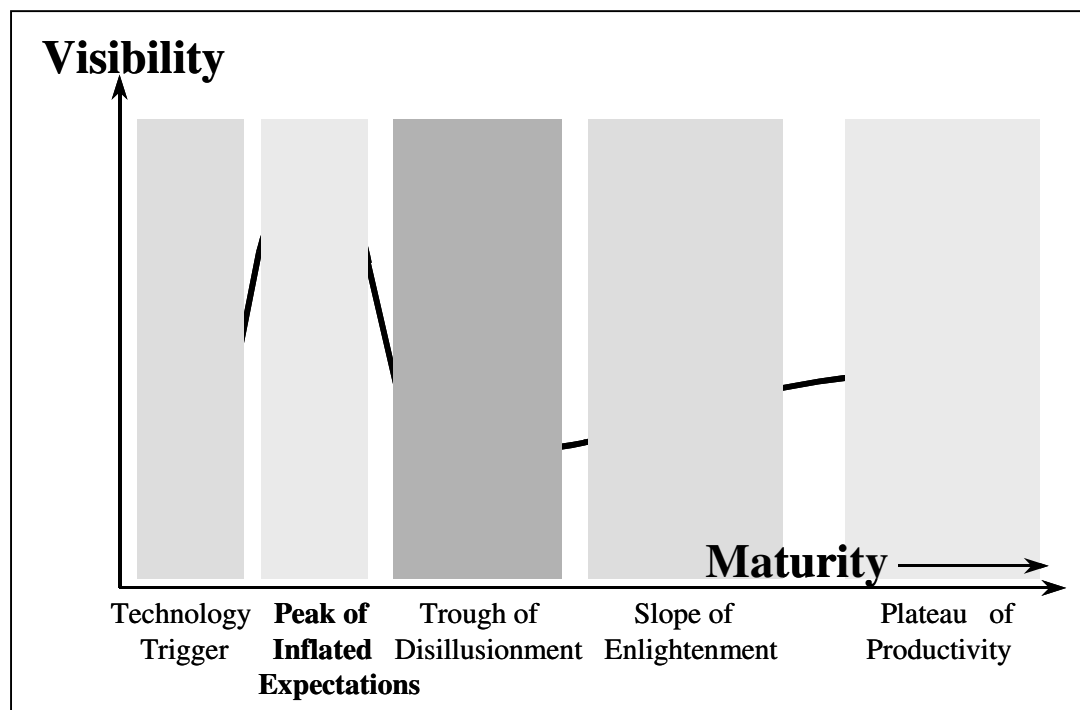 Visibility
Maturity
Technology
Trigger
Peak of
Inflated
Expectations
Trough of
Disillusionment
Slope of
Enlightenment
Plateau of
Productivity